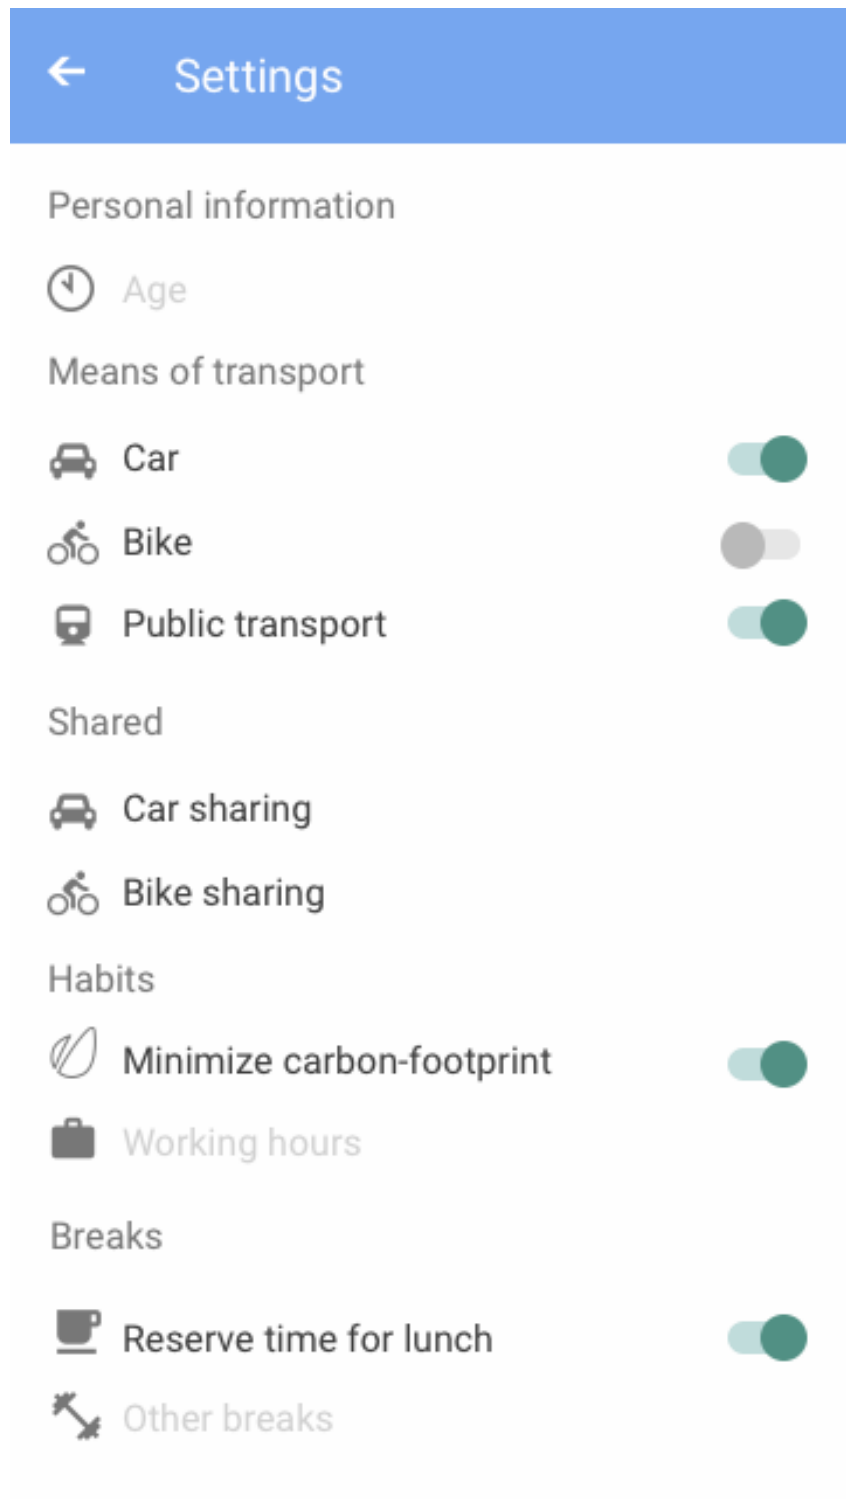 Settings
Personal information
Age
Means of transport
Car
Bike
Public transport
Shared
Car sharing
Bike sharing
Habits
Minimize carbon-footprint
Working hours
Breaks
Reserve time for lunch
Other breaks